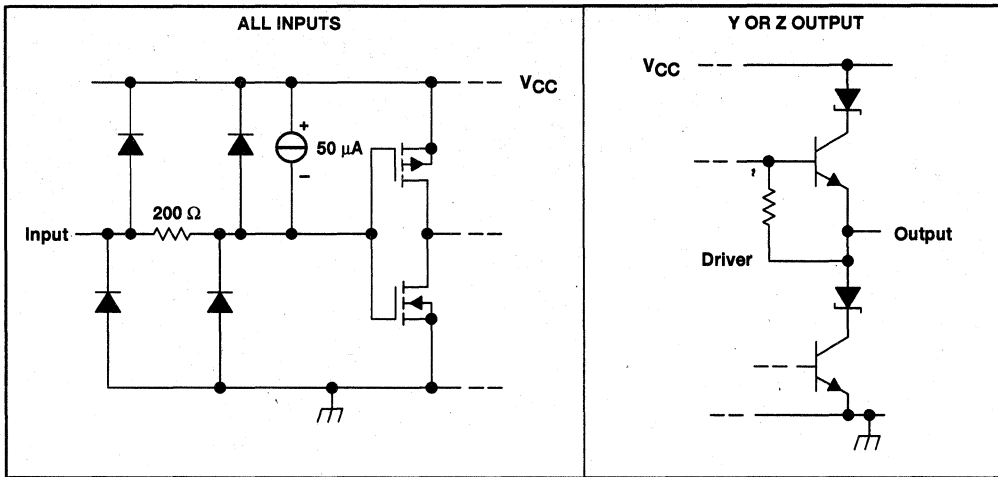 ALL INPUTS
VCC
50 μA
+
−
200 Ω
Input
Y OR Z OUTPUT
VCC
Output
Driver